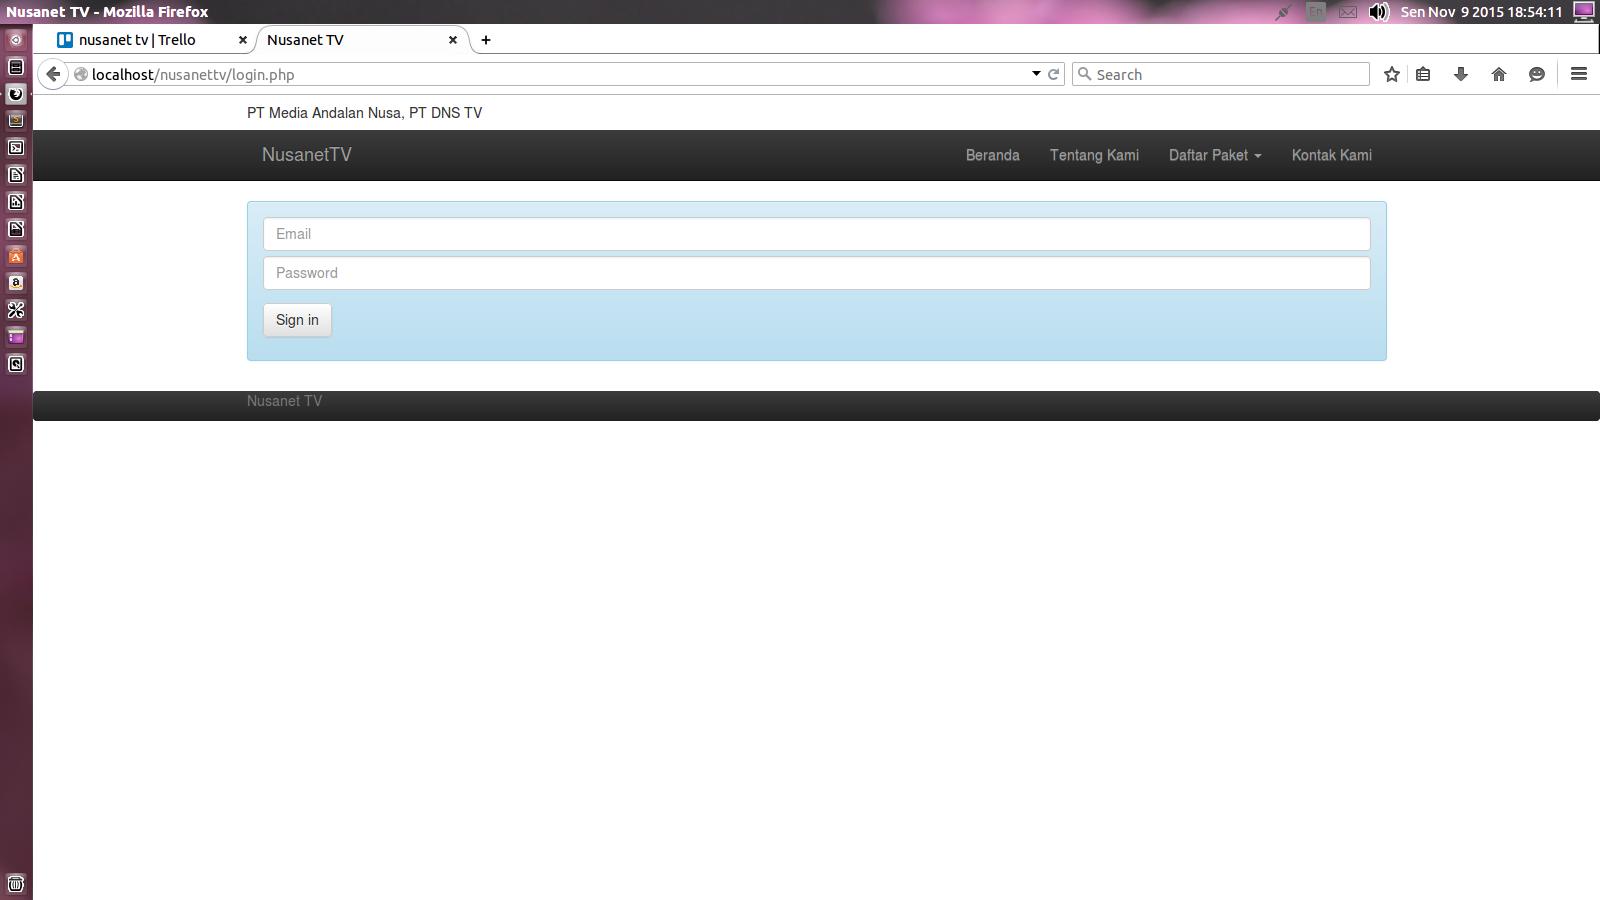 Nusanet TV - Mozilla Firefox
En
Sen Nov 9 2015 18:54:11
nusanet tv | Trello
Nusanet TV
localhost/nusanettv/login.php
Search
PT Media Andalan Nusa, PT DNS TV
NusanetTV
Beranda
Tentang Kami
Daftar Paket
Kontak Kami
Email
Password
Sign in
Nusanet TV